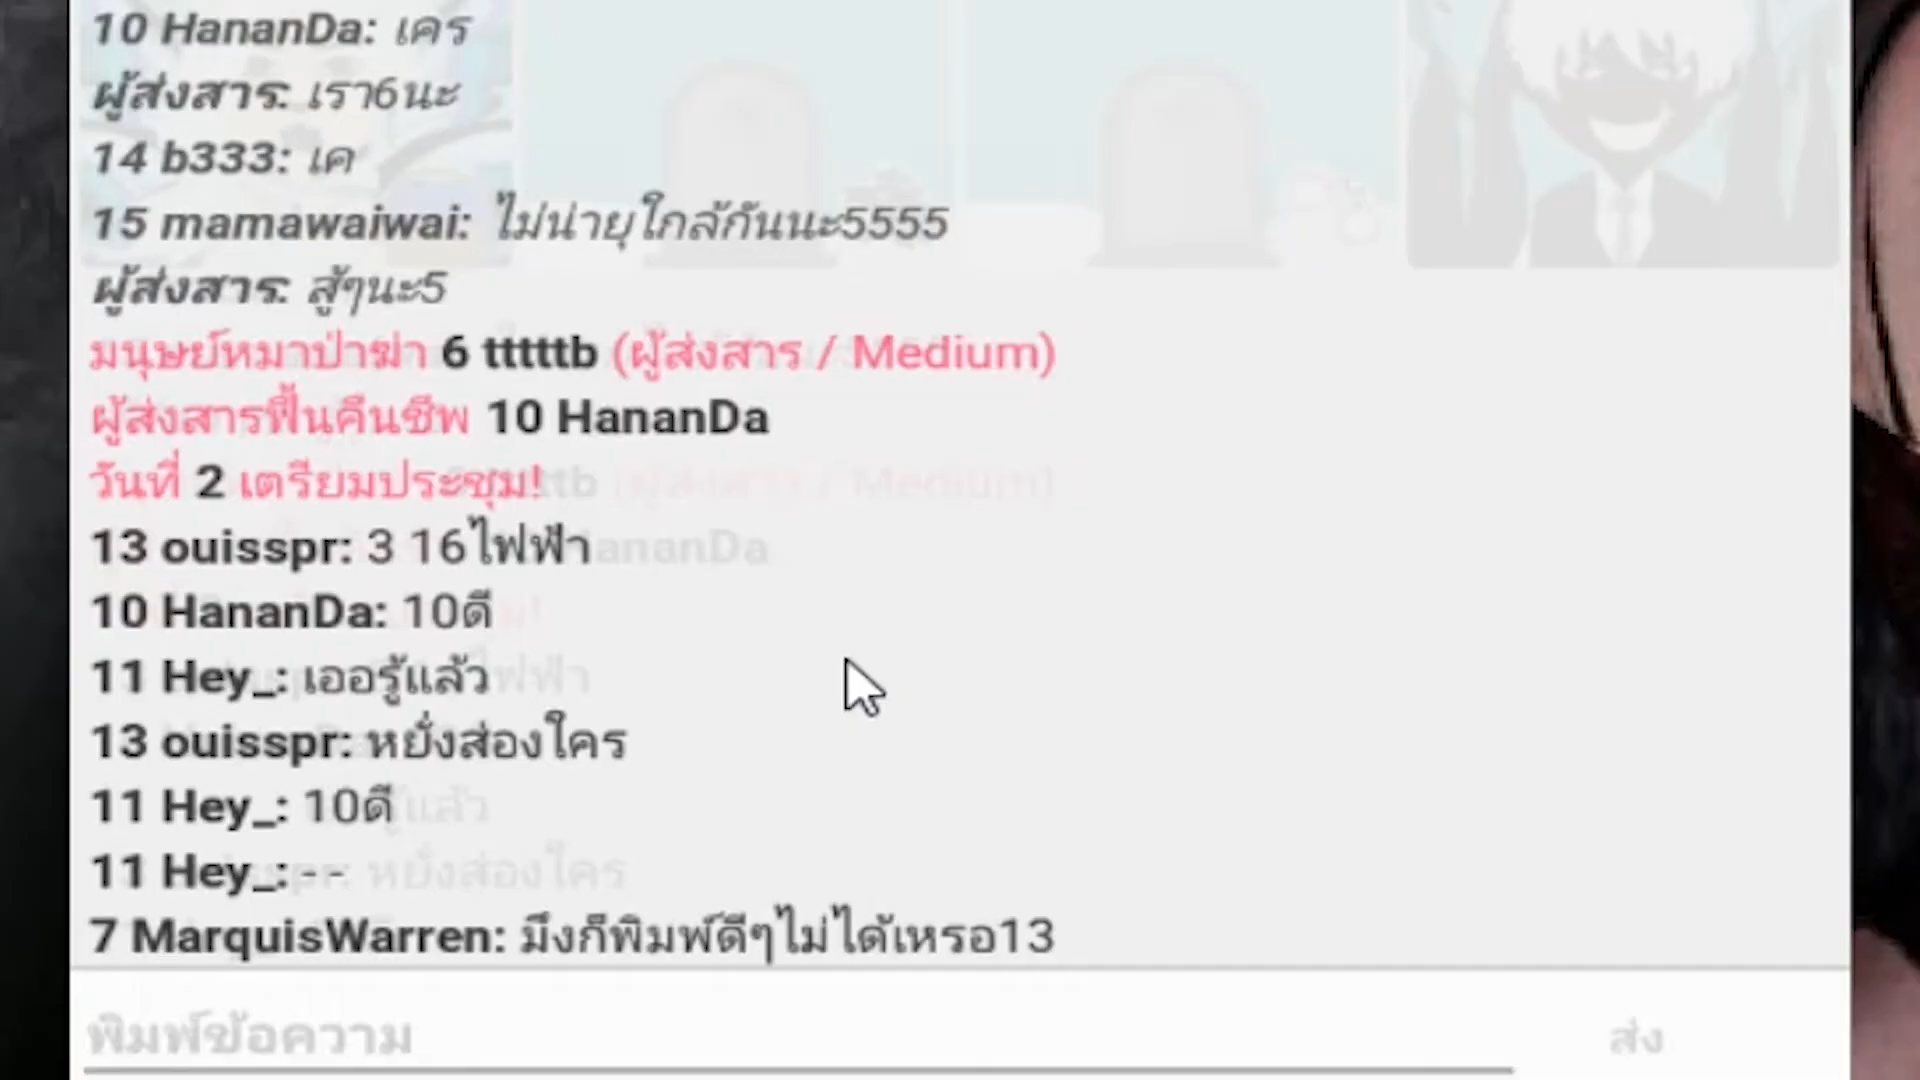 10 HananDa: เคร
ผู้ส่งสาร: เรา6นะ
14 b333: เค
15 mamawaiwai: ไม่น่ายุใกล้กันนะ5555
ผู้ส่งสาร: สู้ๆนะ5
มนุษย์หมาป่าฆ่า 6 tttttb (ผู้ส่งสาร / Medium)
ผู้ส่งสารฟื้นคืนชีพ 10 HananDa
วันที่ 2 เตรียมประชุม!
13 ouisspr: 3 16ไฟฟ้า
10 HananDa: 10ดี
11 Hey_: เออรู้แล้ว
13 ouisspr: หยั่งส่องใคร
11 Hey_: 10ดี
11 Hey_: --
7 MarquisWarren: มึงก็พิมพ์ดีๆไม่ได้เหรอ13
พิมพ์ข้อความ
ส่ง